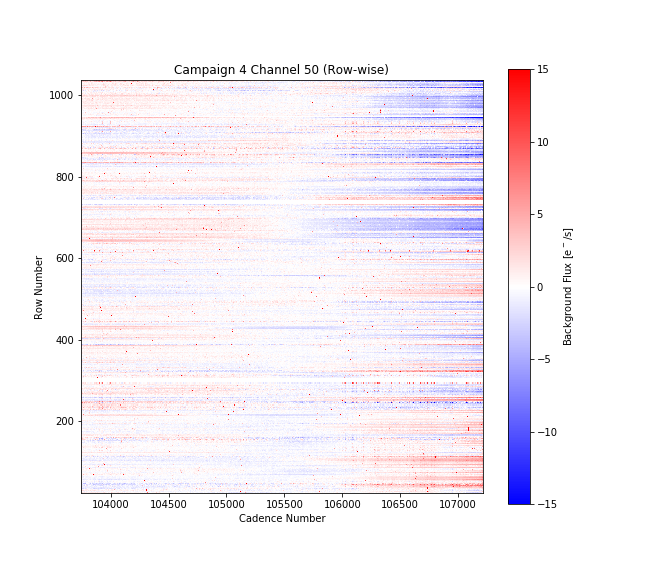 Campaign 4 Channel 50 (Row-wise)
1000
800
600
400
200
Row Number
104000 104500 105000 105500 106000 106500 107000
Cadence Number
15
10
5
0
−5
−10
−15
Background Flux [e⁻/s]